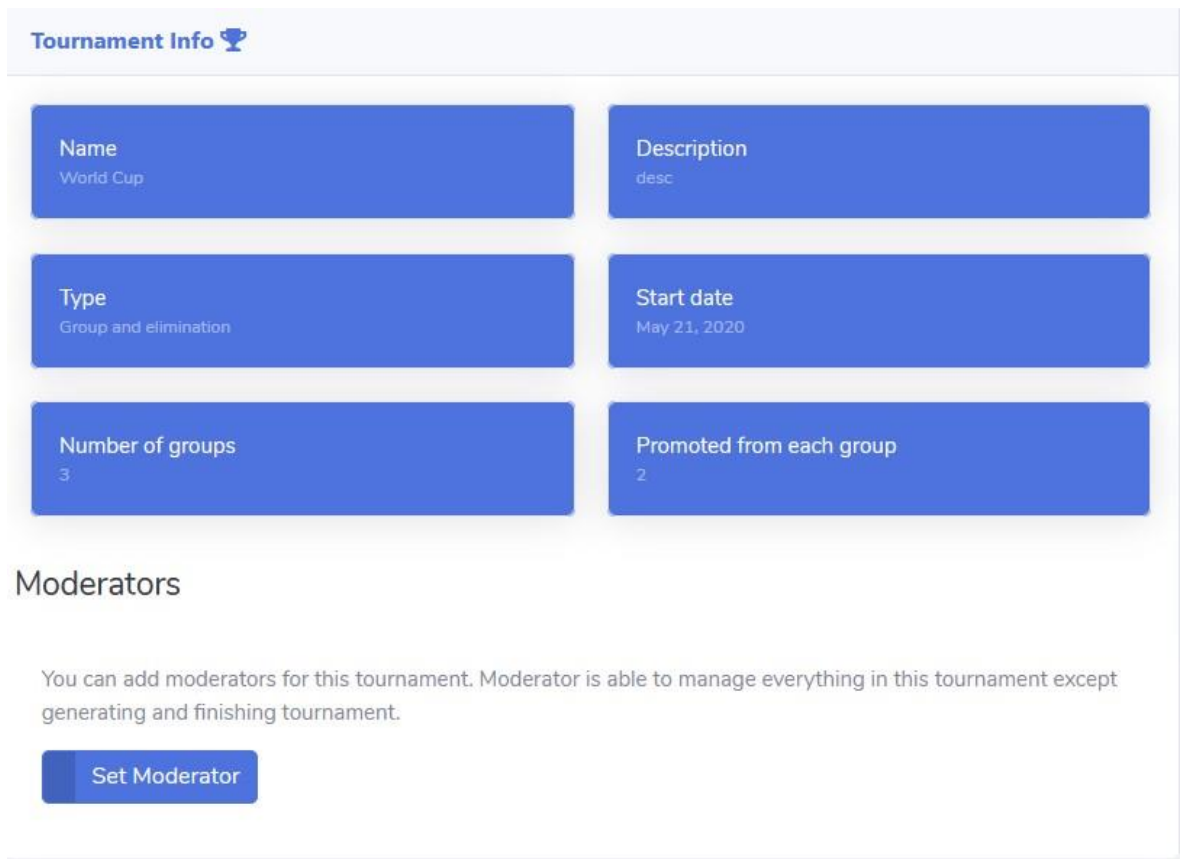 Tournament Info
Name
World Cup
Description
desc
Type
Group and elimination
Start date
May 21, 2020
Number of groups
3
Promoted from each group
2
Moderators
You can add moderators for this tournament. Moderator is able to manage everything in this tournament except
generating and finishing tournament.
Set Moderator